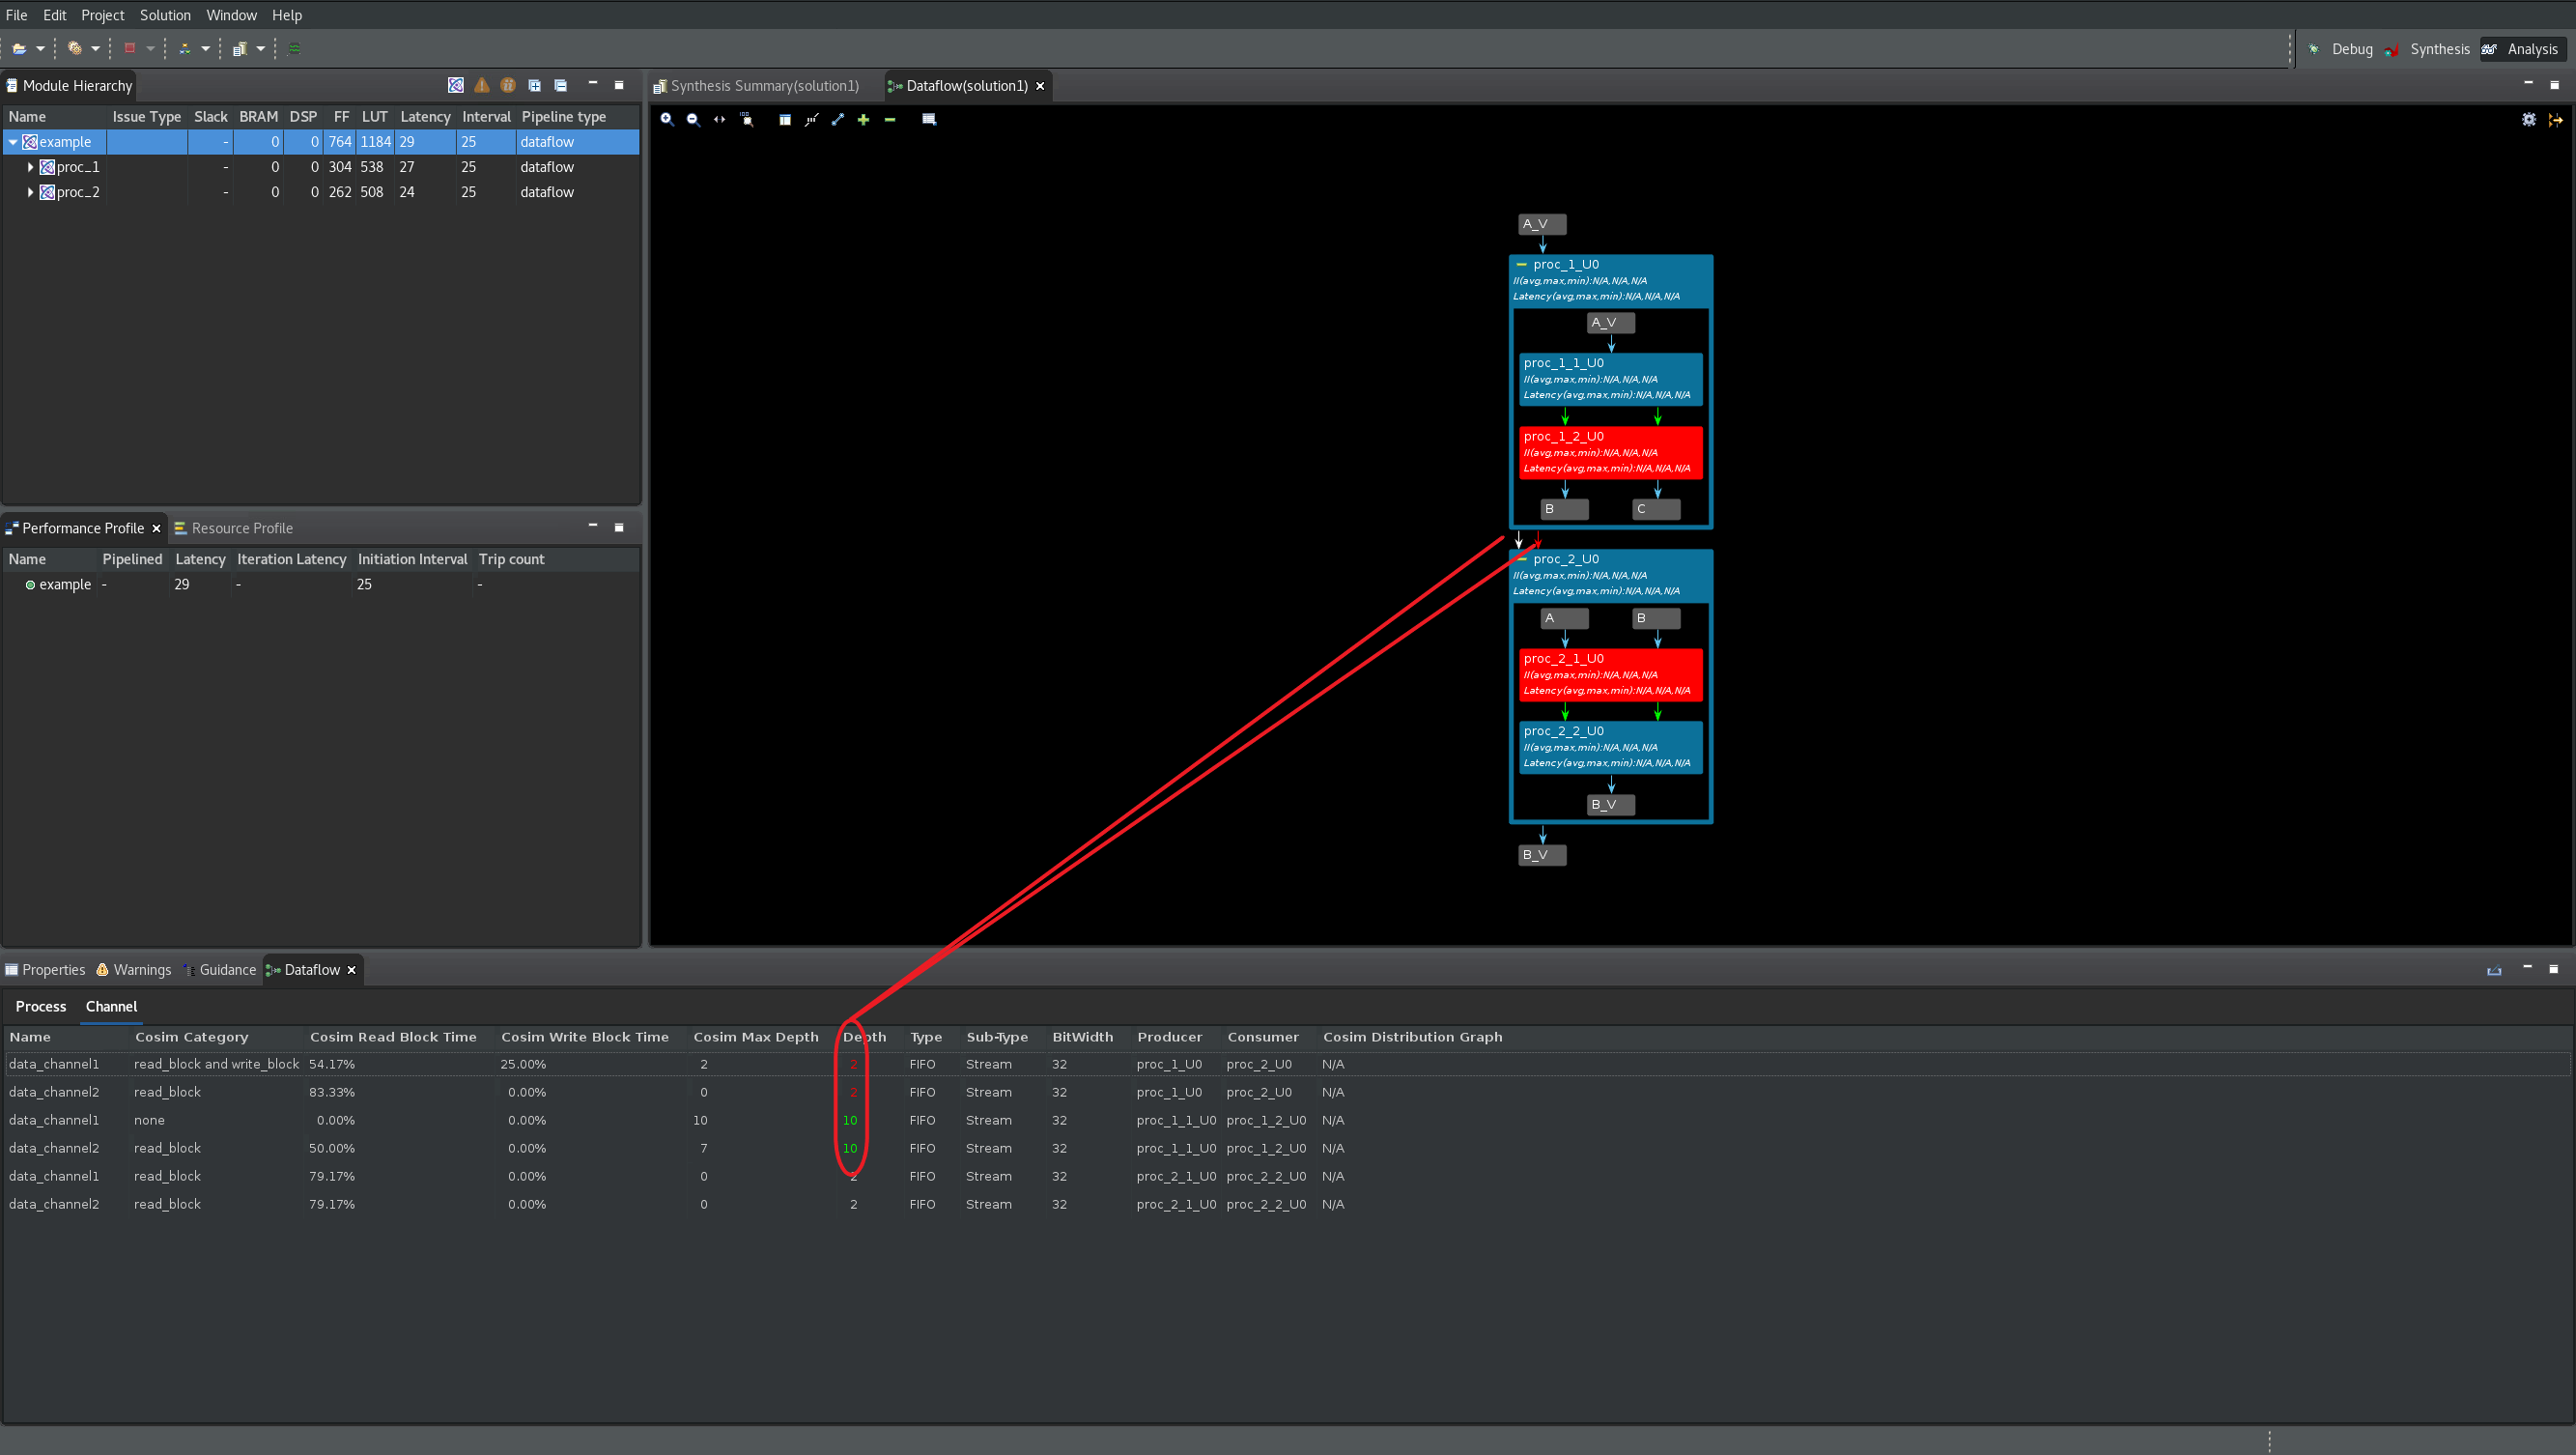 File Edit Project Solution Window Help
Debug Synthesis Analysis
Module Hierarchy
Name Issue Type Slack BRAM DSP FF LUT Latency Interval Pipeline type
example - 0 0 764 1184 29 25 dataflow
proc_1 - 0 0 304 538 27 25 dataflow
proc_2 - 0 0 262 508 24 25 dataflow
Performance Profile Resource Profile
Name Pipelined Latency Iteration Latency Initiation Interval Trip count
example - 29 - 25 -
Synthesis Summary(solution1) Dataflow(solution1)
A_V
proc_1_U0
II(avg,max,min):N/A,N/A,N/A
Latency(avg,max,min):N/A,N/A,N/A
A_V
proc_1_1_U0
II(avg,max,min):N/A,N/A,N/A
Latency(avg,max,min):N/A,N/A,N/A
proc_1_2_U0
II(avg,max,min):N/A,N/A,N/A
Latency(avg,max,min):N/A,N/A,N/A
B C
proc_2_U0
II(avg,max,min):N/A,N/A,N/A
Latency(avg,max,min):N/A,N/A,N/A
A B
proc_2_1_U0
II(avg,max,min):N/A,N/A,N/A
Latency(avg,max,min):N/A,N/A,N/A
proc_2_2_U0
II(avg,max,min):N/A,N/A,N/A
Latency(avg,max,min):N/A,N/A,N/A
B_V
B_V
Properties Warnings Guidance Dataflow
Process Channel
Name Cosim Category Cosim Read Block Time Cosim Write Block Time Cosim Max Depth Depth Type Sub-Type BitWidth Producer Consumer Cosim Distribution Graph
data_channel1 read_block and write_block 54.17% 25.00% 2 2 FIFO Stream 32 proc_1_U0 proc_2_U0 N/A
data_channel2 read_block 83.33% 0.00% 0 2 FIFO Stream 32 proc_1_U0 proc_2_U0 N/A
data_channel1 none 0.00% 0.00% 10 10 FIFO Stream 32 proc_1_1_U0 proc_1_2_U0 N/A
data_channel2 read_block 50.00% 0.00% 7 10 FIFO Stream 32 proc_1_1_U0 proc_1_2_U0 N/A
data_channel1 read_block 79.17% 0.00% 0 2 FIFO Stream 32 proc_2_1_U0 proc_2_2_U0 N/A
data_channel2 read_block 79.17% 0.00% 0 2 FIFO Stream 32 proc_2_1_U0 proc_2_2_U0 N/A